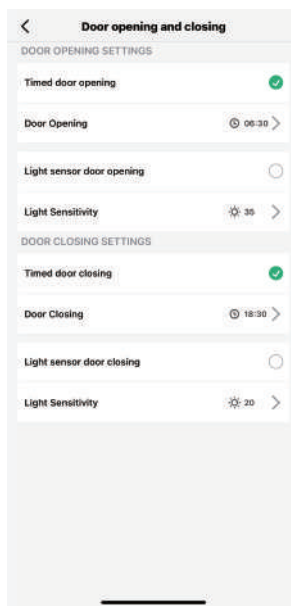 Door opening and closing
DOOR OPENING SETTINGS
Timed door opening
Door Opening 06:30
Light sensor door opening
Light Sensitivity 35
DOOR CLOSING SETTINGS
Timed door closing
Door Closing 18:30
Light sensor door closing
Light Sensitivity 20